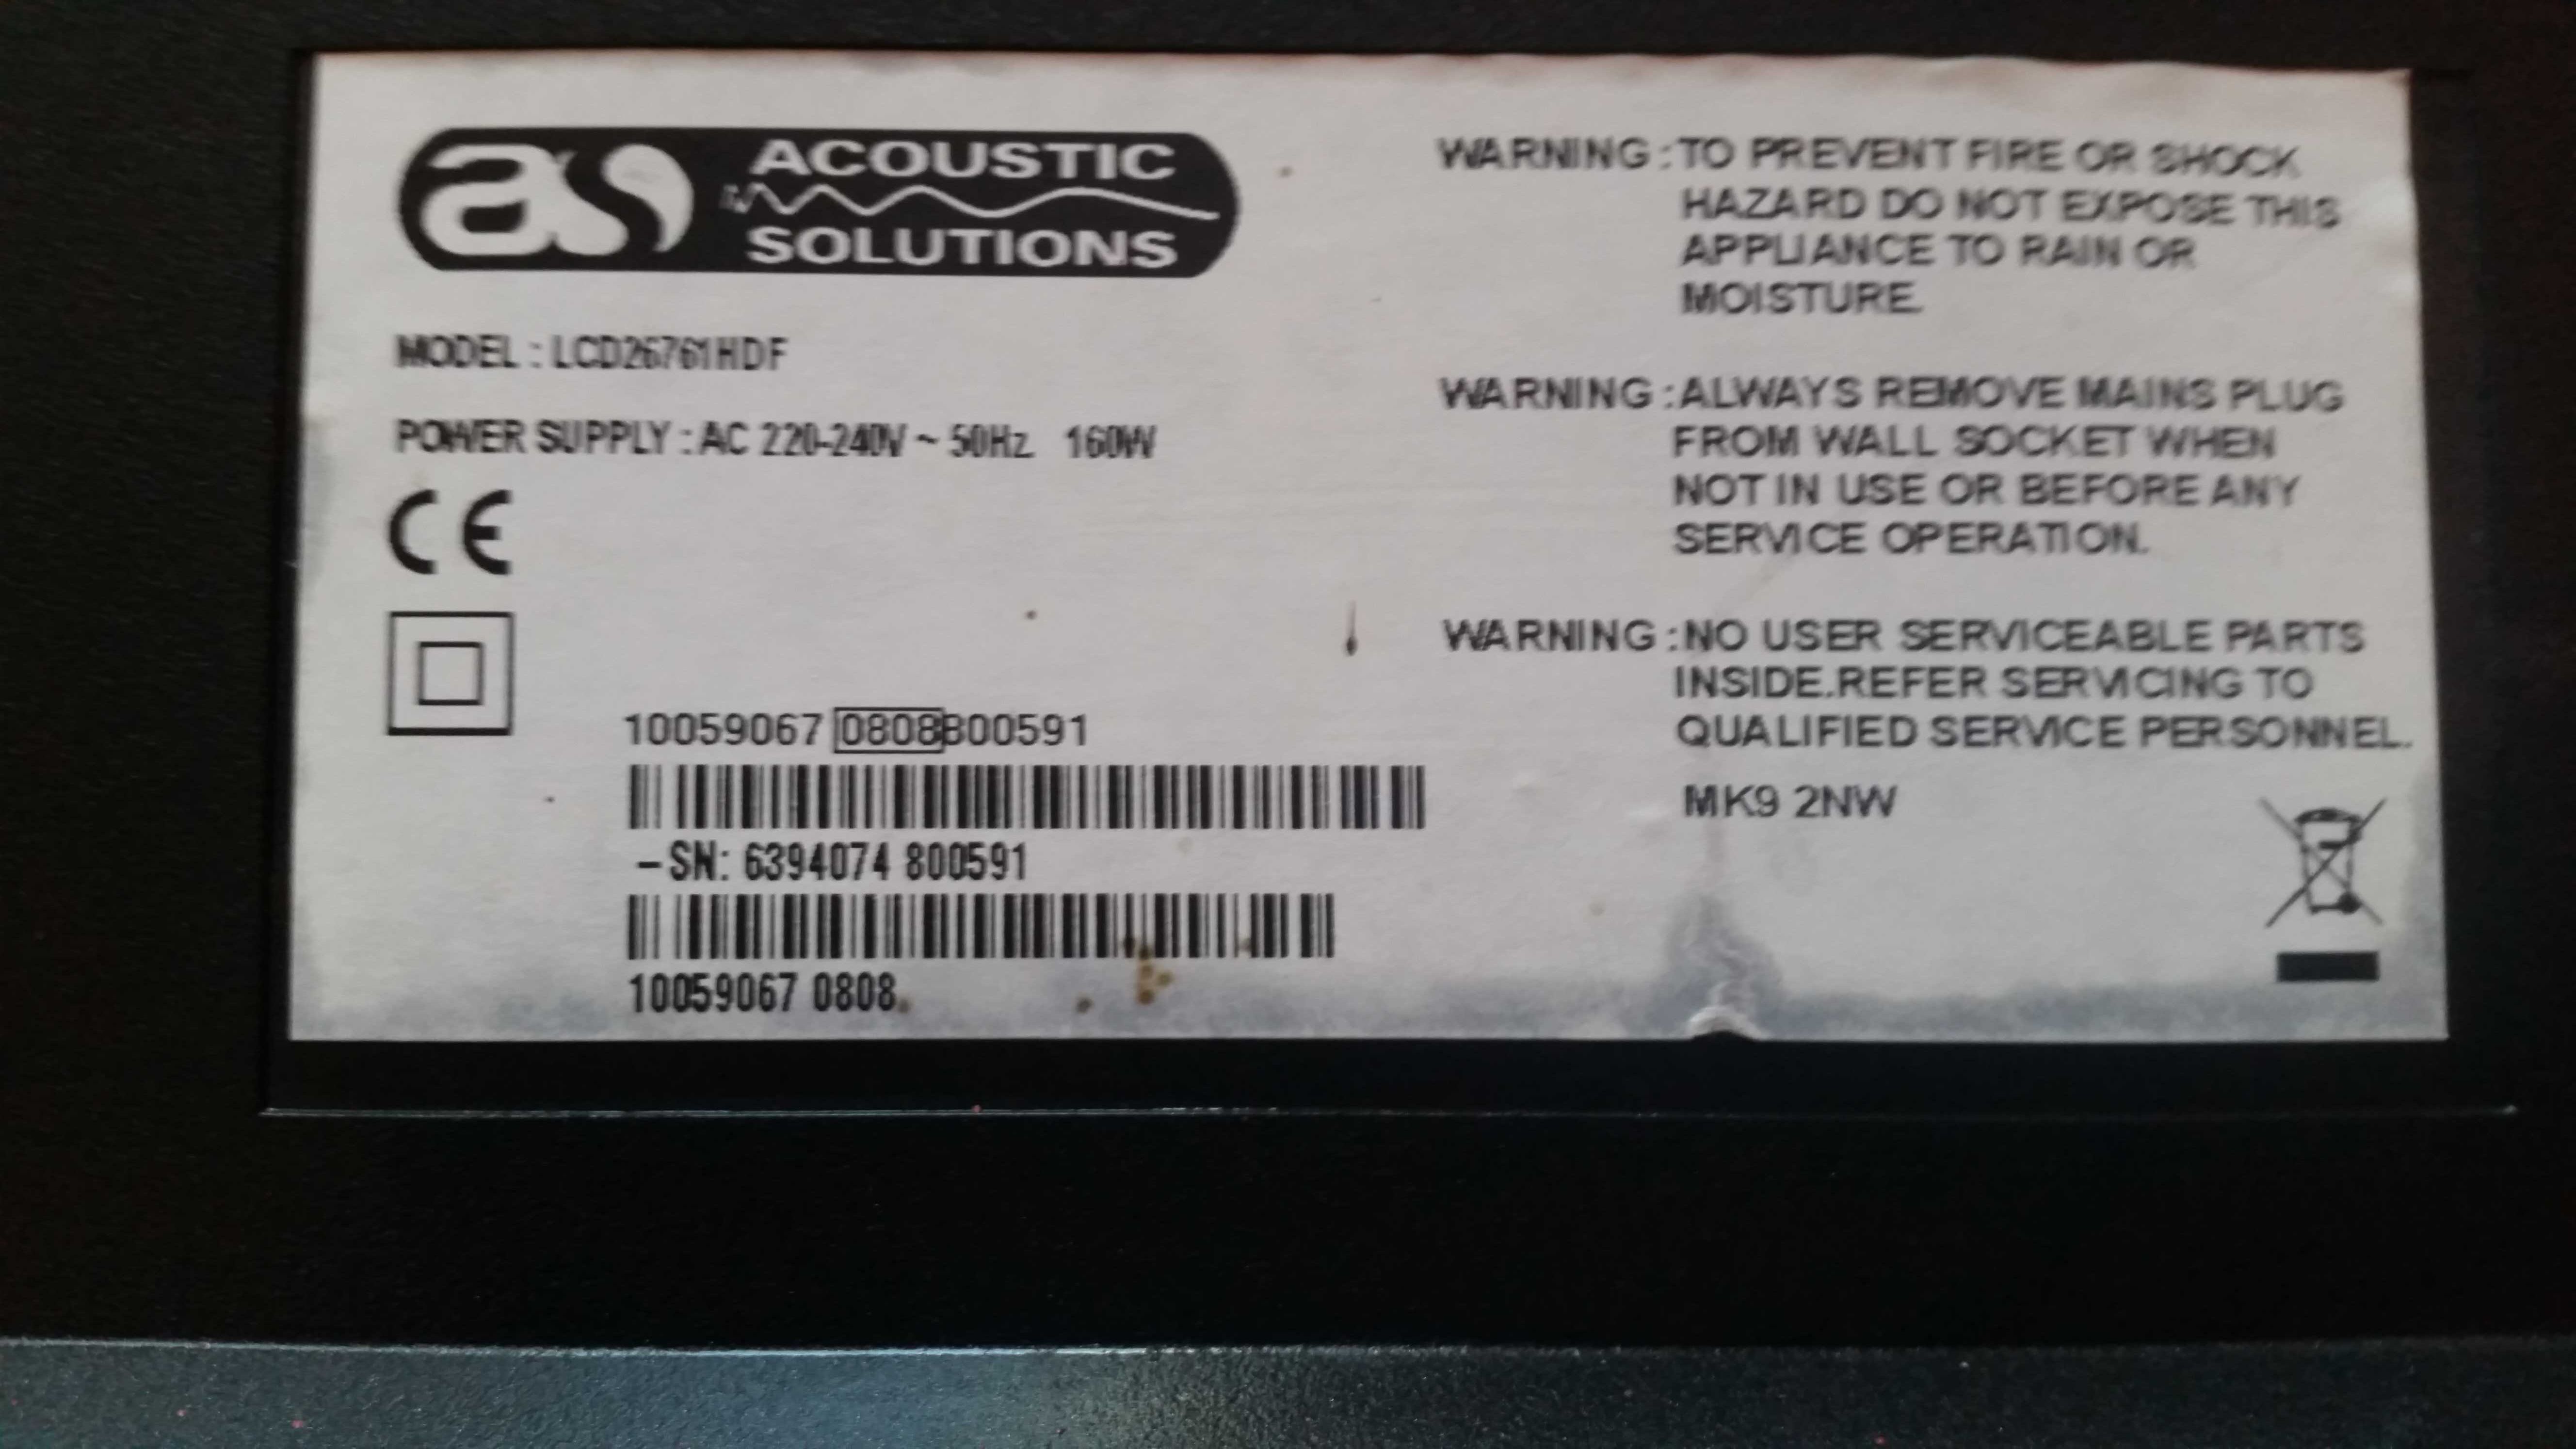 as ACOUSTIC
SOLUTIONS
MODEL : LCD26761HDF
POWER SUPPLY : AC 220-240V ~ 50Hz 160W
CE
10059067 0808800591
-SN: 6394074 800591
10059067 0808
WARNING :TO PREVENT FIRE OR SHOCK
HAZARD DO NOT EXPOSE THIS
APPLIANCE TO RAIN OR
MOISTURE.
WARNING :ALWAYS REMOVE MAINS PLUG
FROM WALL SOCKET WHEN
NOT IN USE OR BEFORE ANY
SERVICE OPERATION.
WARNING :NO USER SERVICEABLE PARTS
INSIDE.REFER SERVICING TO
QUALIFIED SERVICE PERSONNEL.
MK9 2NW